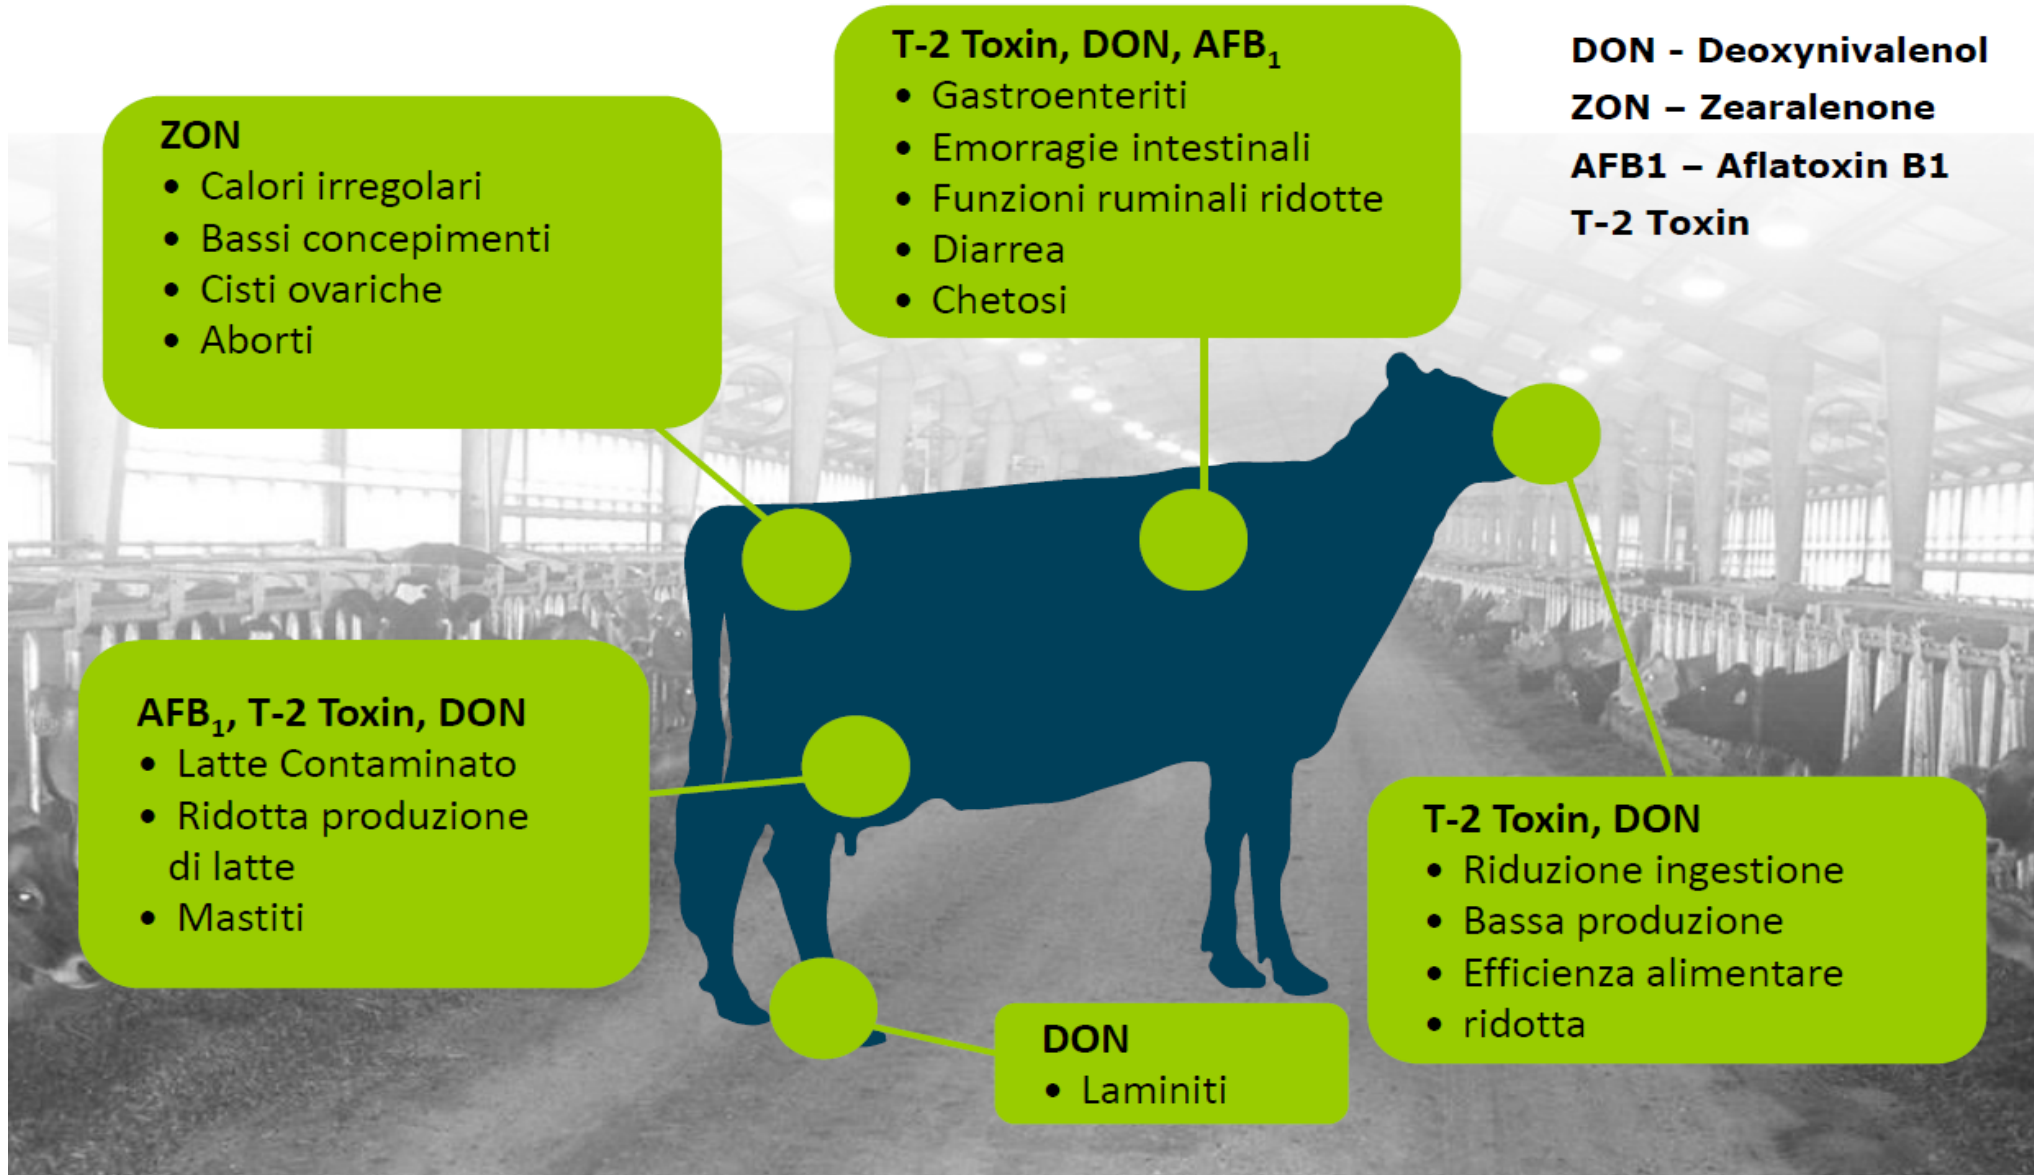 ZON
• Calori irregolari
• Bassi concepimenti
• Cisti ovariche
• Aborti
T-2 Toxin, DON, AFB₁
• Gastroenteriti
• Emorragie intestinali
• Funzioni ruminali ridotte
• Diarrea
• Chetosi
DON - Deoxynivalenol
ZON – Zearalenone
AFB1 – Aflatoxin B1
T-2 Toxin
AFB₁, T-2 Toxin, DON
• Latte Contaminato
• Ridotta produzione
di latte
• Mastiti
DON
• Laminiti
T-2 Toxin, DON
• Riduzione ingestione
• Bassa produzione
• Efficienza alimentare
• ridotta